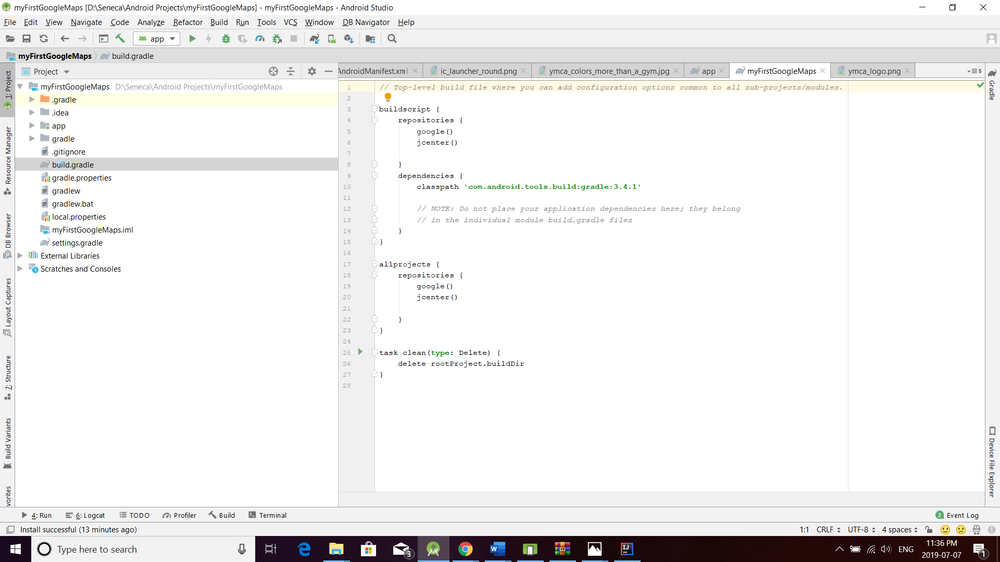 myFirstGoogleMaps [D:\Seneca\Android Projects\myFirstGoogleMaps] - myFirstGoogleMaps - Android Studio
File Edit View Navigate Code Analyze Refactor Build Run Tools VCS Window DB Navigator Help
app
myFirstGoogleMaps build.gradle
Project
AndroidManifest.xml ic_launcher_round.png ymca_colors_more_than_a_gym.jpg app myFirstGoogleMaps ymca_logo.png 5
myFirstGoogleMaps D:\Seneca\Android Projects\myFirstGoogleMaps
.gradle
.idea
app
gradle
.gitignore
build.gradle
gradle.properties
gradlew
gradlew.bat
local.properties
myFirstGoogleMaps.iml
settings.gradle
External Libraries
Scratches and Consoles
1: Project
Resource Manager
DB Browser
Layout Captures
7: Structure
Build Variants
vorites
1 // Top-level build file where you can add configuration options common to all sub-projects/modules.
2
3 buildscript {
4 repositories {
5 google()
6 jcenter()
7
8 }
9 dependencies {
10 classpath 'com.android.tools.build:gradle:3.4.1'
11
12 // NOTE: Do not place your application dependencies here; they belong
13 // in the individual module build.gradle files
14 }
15 }
16
17 allprojects {
18 repositories {
19 google()
20 jcenter()
21
22 }
23 }
24
25 task clean(type: Delete) {
26 delete rootProject.buildDir
27 }
28
Gradle
Device File Explorer
4: Run 6: Logcat TODO Profiler Build Terminal 2 Event Log
Install successful (13 minutes ago) 1:1 CRLF UTF-8 4 spaces
Type here to search 3 ENG 11:36 PM
2019-07-07 1